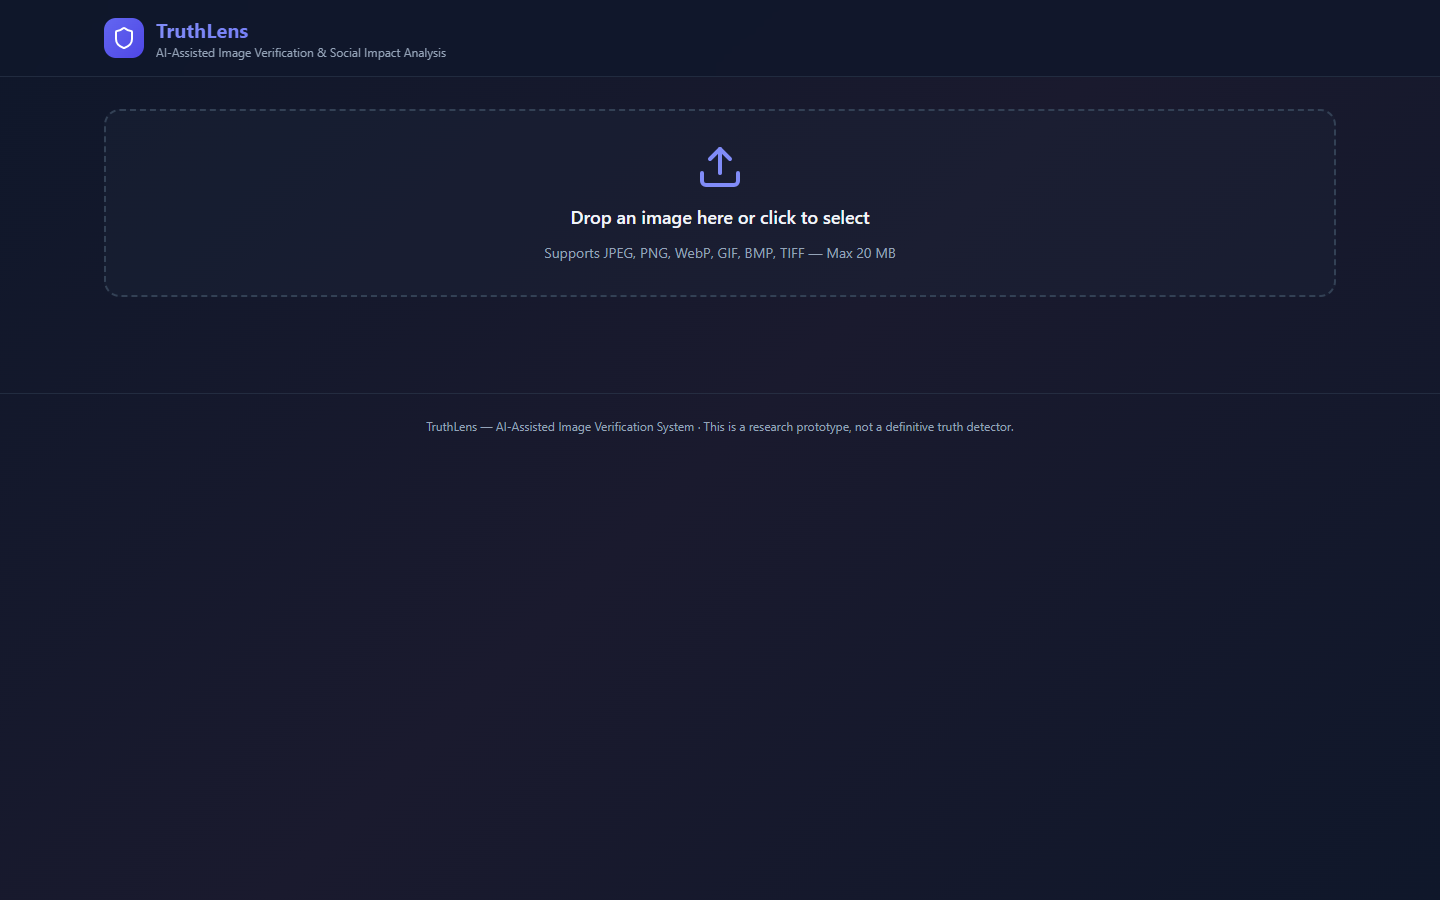 TruthLens
AI-Assisted Image Verification & Social Impact Analysis
Drop an image here or click to select
Supports JPEG, PNG, WebP, GIF, BMP, TIFF — Max 20 MB
TruthLens — AI-Assisted Image Verification System · This is a research prototype, not a definitive truth detector.